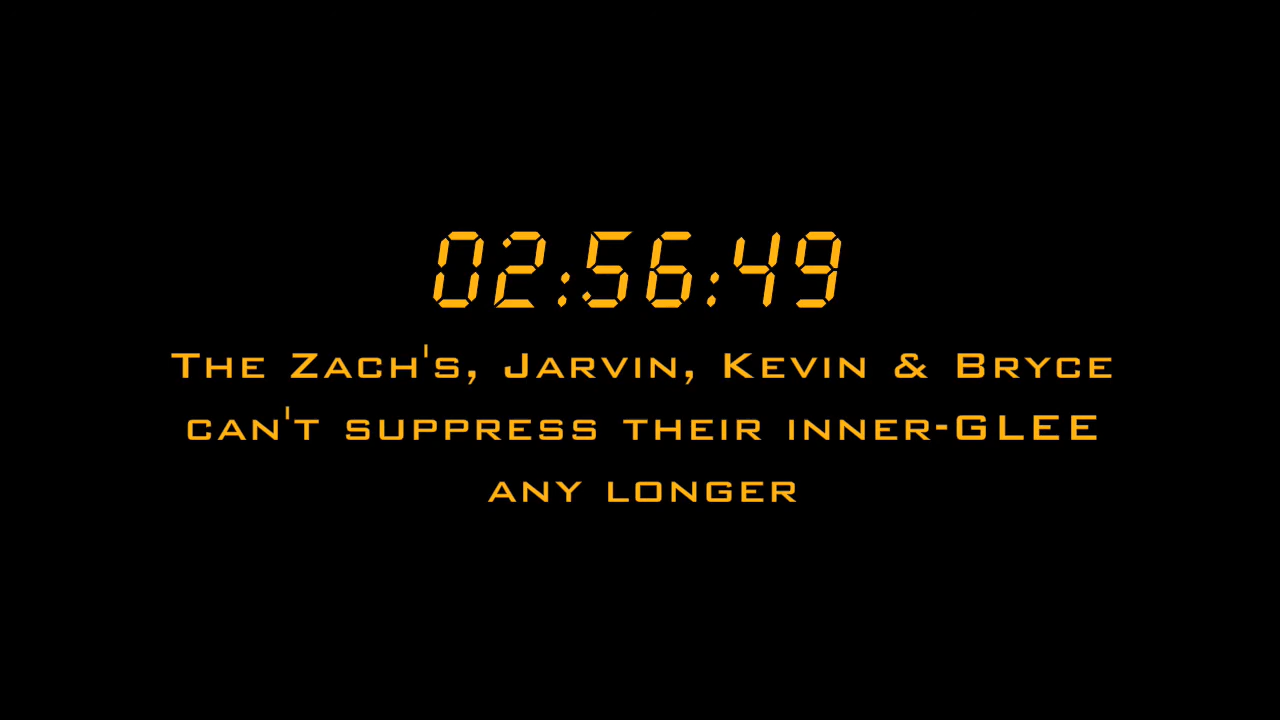 02:56:49
The Zach's, Jarvin, Kevin & Bryce
can't suppress their inner-GLEE
any longer